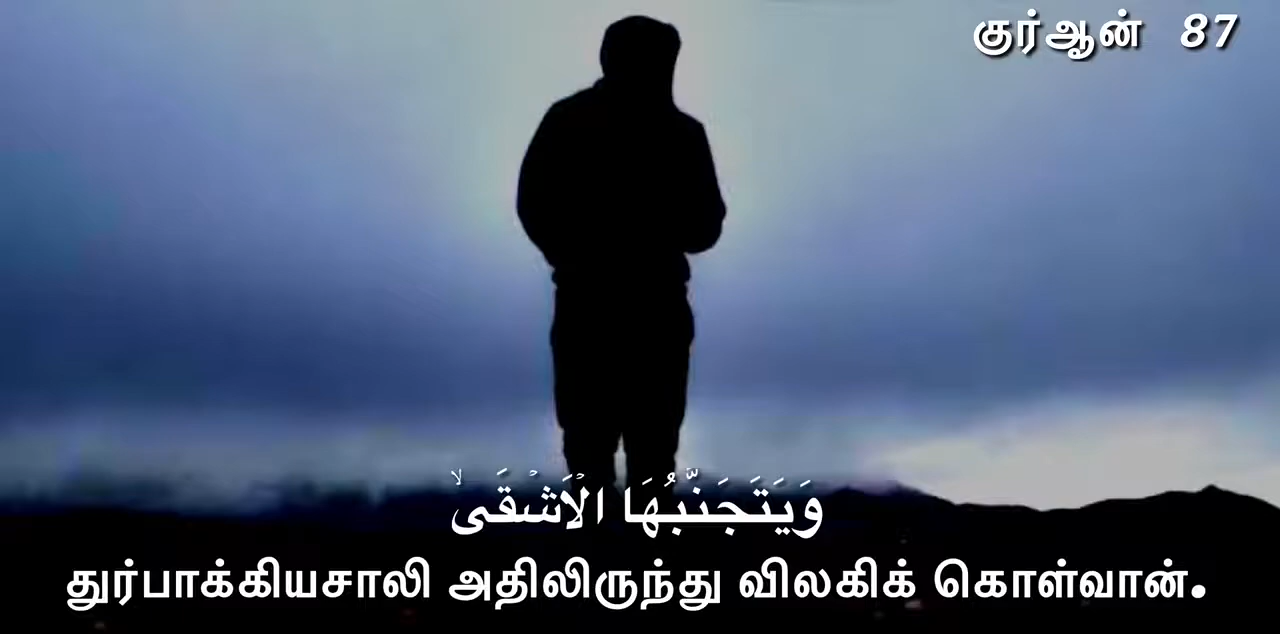 குர்ஆன் 87
وَيَتَجَنَّبُهَا الْاَشْقَىۙ
துர்பாக்கியசாலி அதிலிருந்து விலகிக் கொள்வான்.